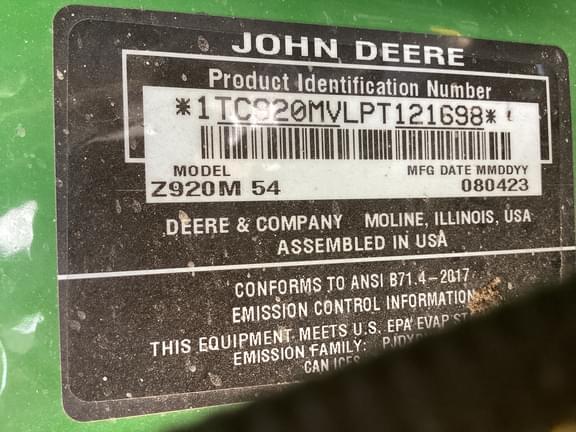 JOHN DEERE
Product Identification Number
*1TC920MVLPT121698*
MODEL MFG DATE MMDDYY
Z920M 54 080423
DEERE & COMPANY MOLINE, ILLINOIS, USA
ASSEMBLED IN USA
CONFORMS TO ANSI B71.4-2017
EMISSION CONTROL INFORMATION
THIS EQUIPMENT MEETS U.S. EPA EVAP
EMISSION FAMILY:
CAN